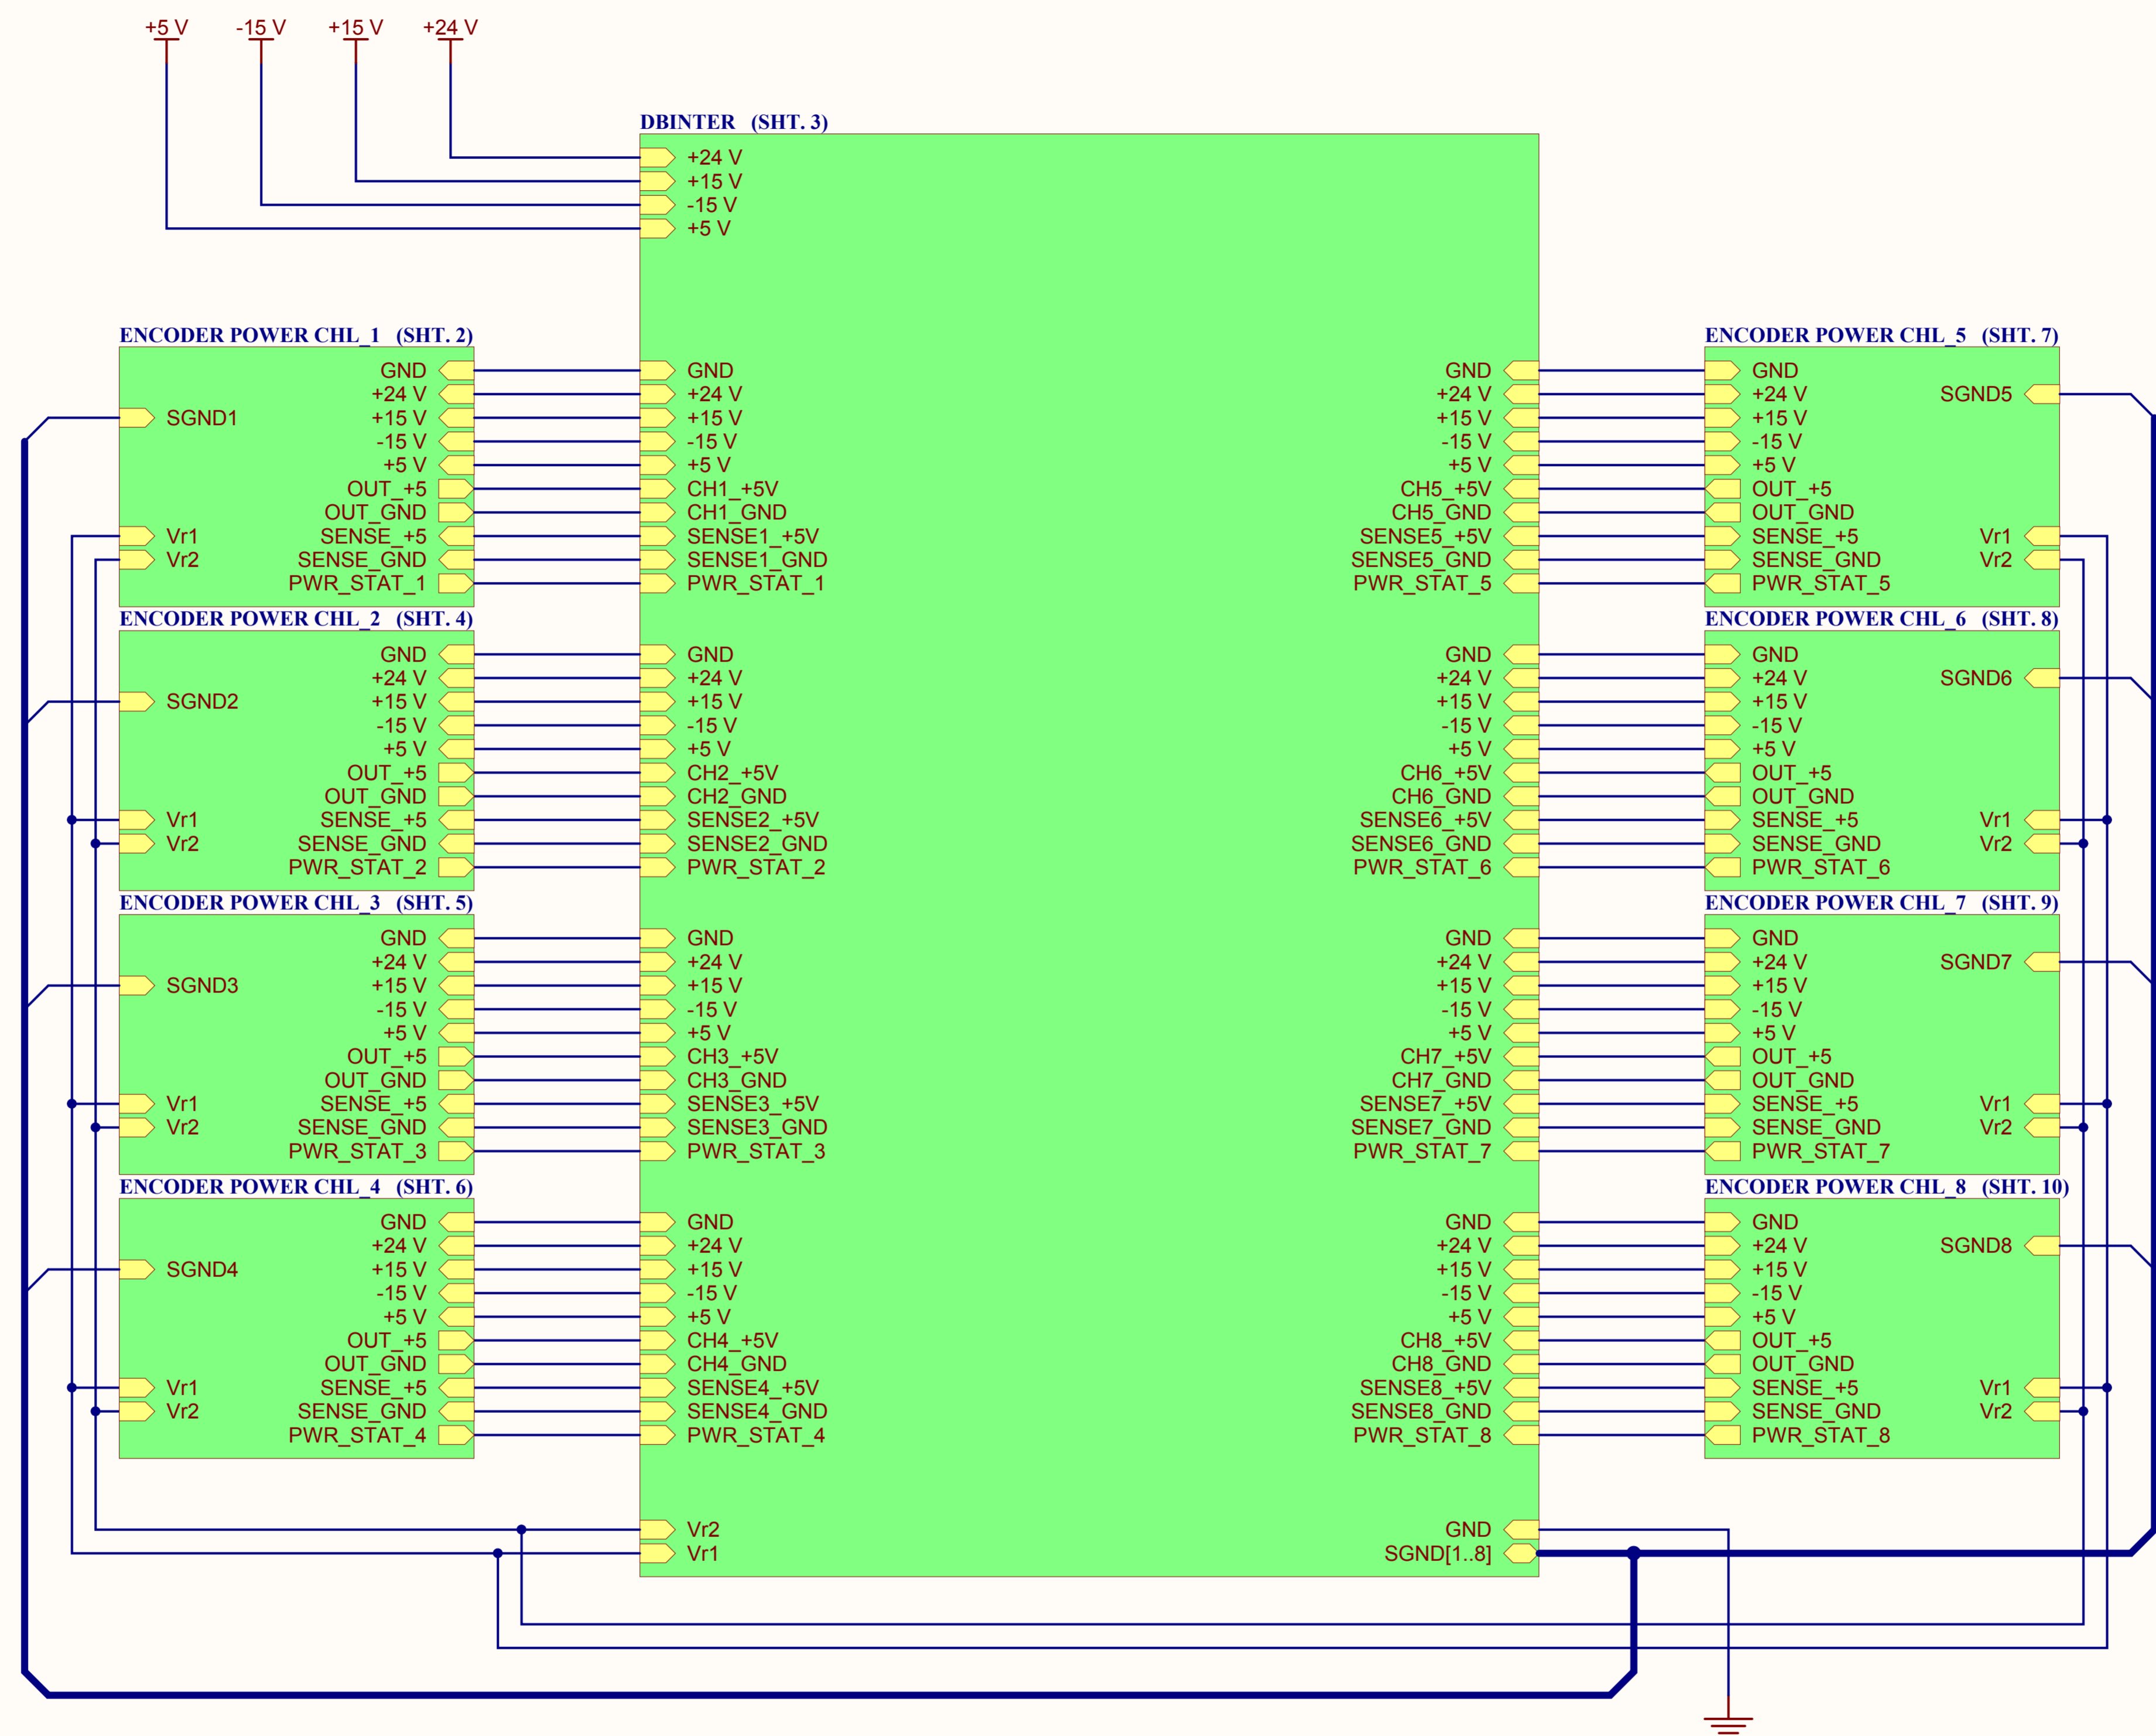 +5 V
-15 V
+15 V
+24 V
DBINTER (SHT. 3)
+24 V
+15 V
-15 V
+5 V
GND
+24 V
+15 V
-15 V
+5 V
CH1_+5V
CH1_GND
SENSE1_+5V
SENSE1_GND
PWR_STAT_1
GND
+24 V
+15 V
-15 V
+5 V
CH2_+5V
CH2_GND
SENSE2_+5V
SENSE2_GND
PWR_STAT_2
GND
+24 V
+15 V
-15 V
+5 V
CH3_+5V
CH3_GND
SENSE3_+5V
SENSE3_GND
PWR_STAT_3
GND
+24 V
+15 V
-15 V
+5 V
CH4_+5V
CH4_GND
SENSE4_+5V
SENSE4_GND
PWR_STAT_4
Vr2
Vr1
GND
+24 V
+15 V
-15 V
+5 V
CH5_+5V
CH5_GND
SENSE5_+5V
SENSE5_GND
PWR_STAT_5
GND
+24 V
+15 V
-15 V
+5 V
CH6_+5V
CH6_GND
SENSE6_+5V
SENSE6_GND
PWR_STAT_6
GND
+24 V
+15 V
-15 V
+5 V
CH7_+5V
CH7_GND
SENSE7_+5V
SENSE7_GND
PWR_STAT_7
GND
+24 V
+15 V
-15 V
+5 V
CH8_+5V
CH8_GND
SENSE8_+5V
SENSE8_GND
PWR_STAT_8
GND
SGND[1..8]
ENCODER POWER CHL_1 (SHT. 2)
SGND1
Vr1
Vr2
GND
+24 V
+15 V
-15 V
+5 V
OUT_+5
OUT_GND
SENSE_+5
SENSE_GND
PWR_STAT_1
ENCODER POWER CHL_2 (SHT. 4)
SGND2
Vr1
Vr2
GND
+24 V
+15 V
-15 V
+5 V
OUT_+5
OUT_GND
SENSE_+5
SENSE_GND
PWR_STAT_2
ENCODER POWER CHL_3 (SHT. 5)
SGND3
Vr1
Vr2
GND
+24 V
+15 V
-15 V
+5 V
OUT_+5
OUT_GND
SENSE_+5
SENSE_GND
PWR_STAT_3
ENCODER POWER CHL_4 (SHT. 6)
SGND4
Vr1
Vr2
GND
+24 V
+15 V
-15 V
+5 V
OUT_+5
OUT_GND
SENSE_+5
SENSE_GND
PWR_STAT_4
ENCODER POWER CHL_5 (SHT. 7)
GND
+24 V
+15 V
-15 V
+5 V
OUT_+5
OUT_GND
SENSE_+5
SENSE_GND
PWR_STAT_5
SGND5
Vr1
Vr2
ENCODER POWER CHL_6 (SHT. 8)
GND
+24 V
+15 V
-15 V
+5 V
OUT_+5
OUT_GND
SENSE_+5
SENSE_GND
PWR_STAT_6
SGND6
Vr1
Vr2
ENCODER POWER CHL_7 (SHT. 9)
GND
+24 V
+15 V
-15 V
+5 V
OUT_+5
OUT_GND
SENSE_+5
SENSE_GND
PWR_STAT_7
SGND7
Vr1
Vr2
ENCODER POWER CHL_8 (SHT. 10)
GND
+24 V
+15 V
-15 V
+5 V
OUT_+5
OUT_GND
SENSE_+5
SENSE_GND
PWR_STAT_8
SGND8
Vr1
Vr2